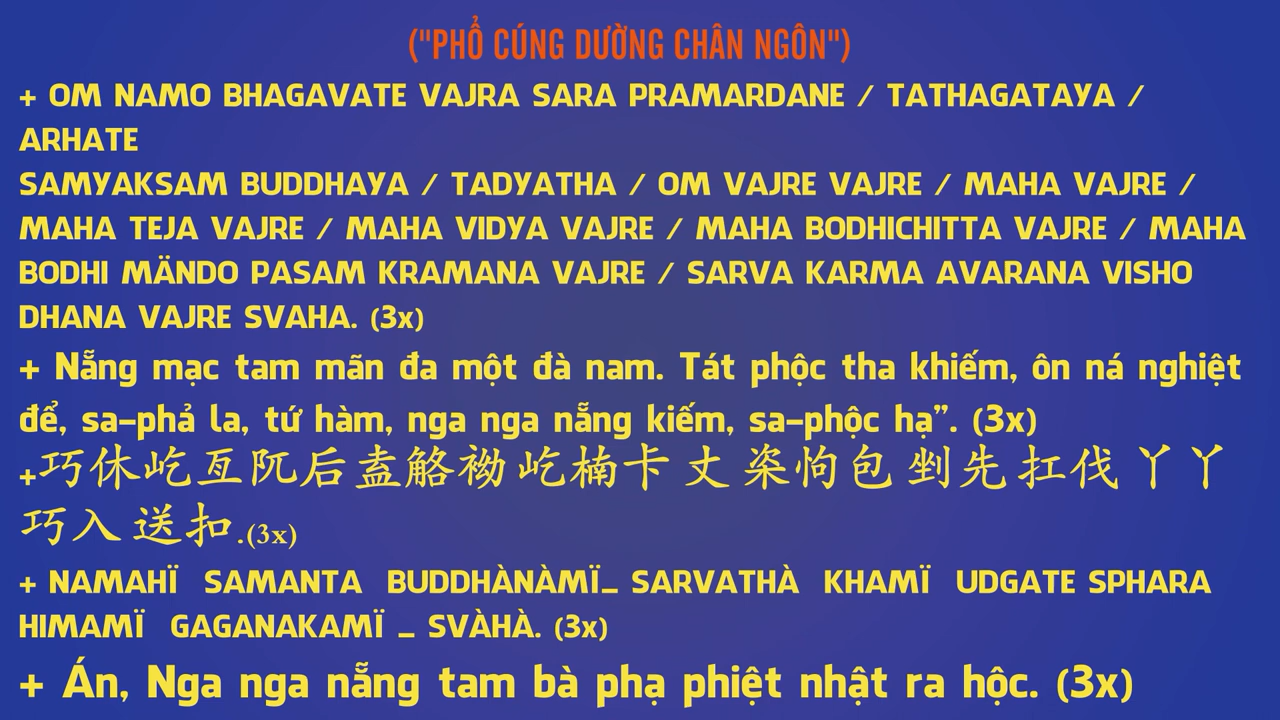 ("PHỔ CÚNG DƯỜNG CHÂN NGÔN")
+ OM NAMO BHAGAVATE VAJRA SARA PRAMARDANE / TATHAGATAYA /
ARHATE
SAMYAKSAM BUDDHAYA / TADYATHA / OM VAJRE VAJRE / MAHA VAJRE /
MAHA TEJA VAJRE / MAHA VIDYA VAJRE / MAHA BODHICHITTA VAJRE / MAHA
BODHI MÄNDO PASAM KRAMANA VAJRE / SARVA KARMA AVARANA VISHO
DHANA VAJRE SVAHA. (3x)
+ Nẵng mạc tam mãn đa một đà nam. Tát phộc tha khiếm, ôn ná nghiệt
để, sa-phả la, tứ hàm, nga nga nẵng kiếm, sa-phộc hạ”. (3x)
+巧休屹亙阢后盍觡袎屹楠卡丈 楶怐包 剉先扛伐丫丫
巧入送扣.(3x)
+ NAMAHÏ SAMANTA BUDDHÀNÀMÏ_ SARVATHÀ KHAMÏ UDGATE SPHARA
HIMAMÏ GAGANAKAMÏ _ SVÀHÀ. (3x)
+ Án, Nga nga nẵng tam bà phạ phiệt nhật ra hộc. (3x)